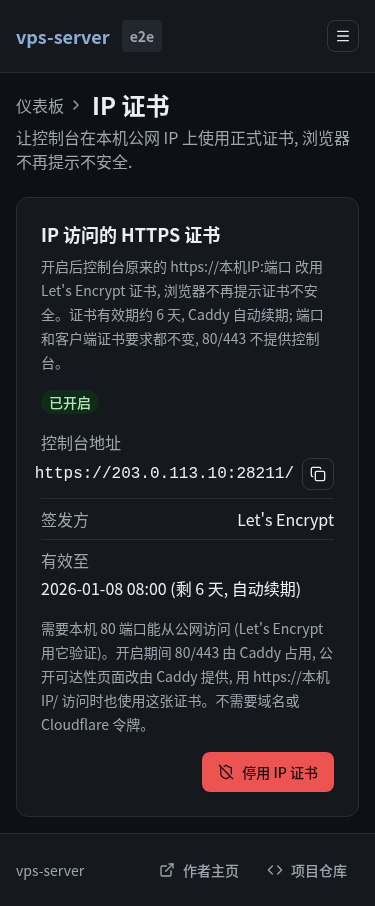 vps-server e2e
仪表板 IP 证书
让控制台在本机公网 IP 上使用正式证书, 浏览器
不再提示不安全.
IP 访问的 HTTPS 证书
开启后控制台原来的 https://本机IP:端口 改用
Let's Encrypt 证书, 浏览器不再提示证书不安
全。证书有效期约 6 天, Caddy 自动续期; 端口
和客户端证书要求都不变, 80/443 不提供控制
台。
已开启
控制台地址
https://203.0.113.10:28211/
签发方 Let's Encrypt
有效至
2026-01-08 08:00 (剩 6 天, 自动续期)
需要本机 80 端口能从公网访问 (Let's Encrypt
用它验证)。开启期间 80/443 由 Caddy 占用, 公
开可达性页面改由 Caddy 提供, 用 https://本机
IP/ 访问时也使用这张证书。不需要域名或
Cloudflare 令牌。
停用 IP 证书
vps-server 作者主页 项目仓库